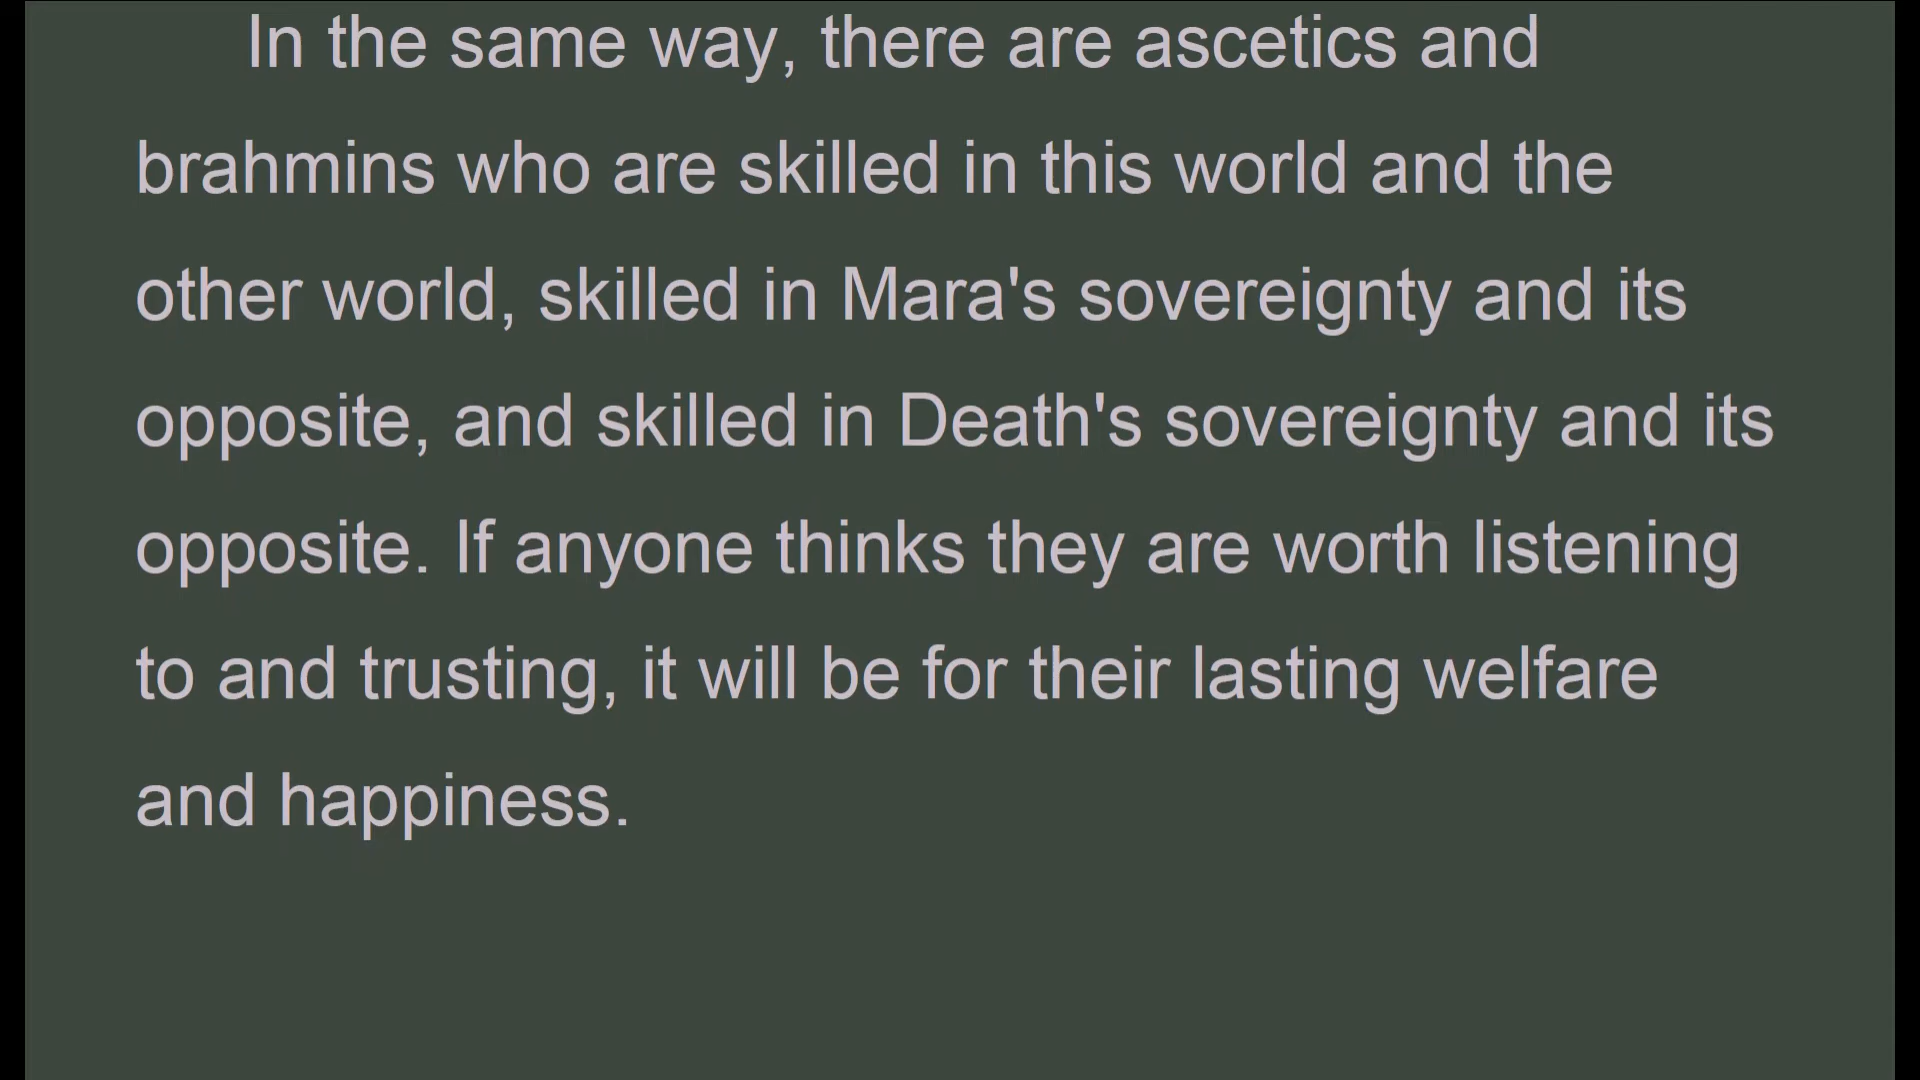 In the same way, there are ascetics and
brahmins who are skilled in this world and the
other world, skilled in Mara's sovereignty and its
opposite, and skilled in Death's sovereignty and its
opposite. If anyone thinks they are worth listening
to and trusting, it will be for their lasting welfare
and happiness.